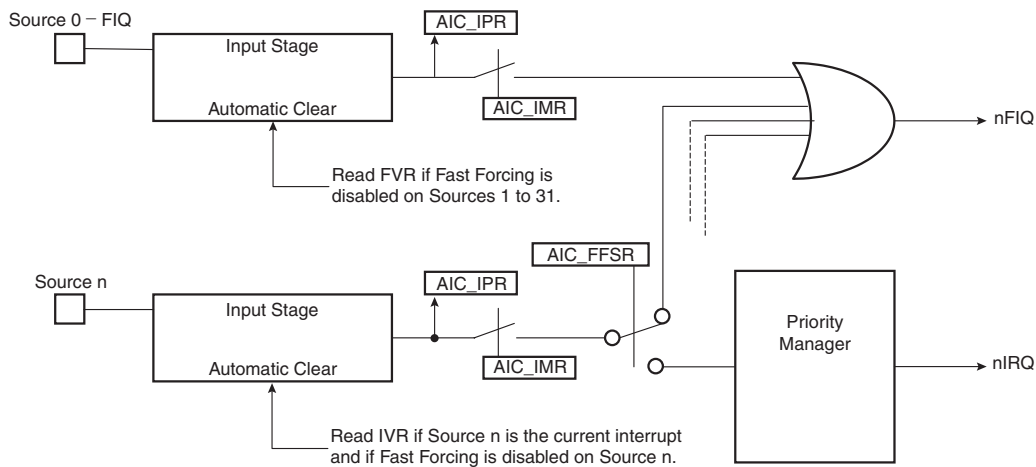 Source 0 – FIQ
AIC_IPR
Input Stage
Automatic Clear
AIC_IMR
nFIQ
Read FVR if Fast Forcing is
disabled on Sources 1 to 31.
AIC_FFSR
Source n
AIC_IPR
Input Stage
Priority
Manager
Automatic Clear
AIC_IMR
nIRQ
Read IVR if Source n is the current interrupt
and if Fast Forcing is disabled on Source n.